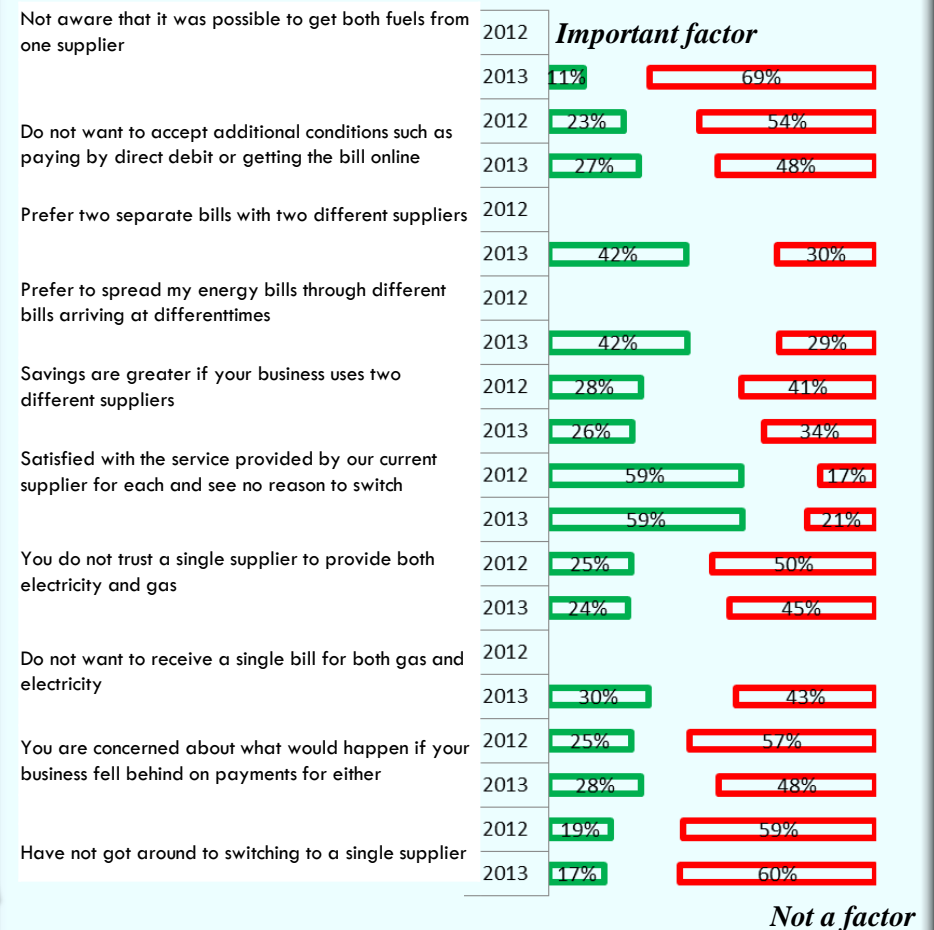 Not aware that it was possible to get both fuels from
one supplier
2012 Important factor
2013 11% 69%
Do not want to accept additional conditions such as
paying by direct debit or getting the bill online
2012 23% 54%
2013 27% 48%
Prefer two separate bills with two different suppliers
2012
2013 42% 30%
Prefer to spread my energy bills through different
bills arriving at differenttimes
2012
2013 42% 29%
Savings are greater if your business uses two
different suppliers
2012 28% 41%
2013 26% 34%
Satisfied with the service provided by our current
supplier for each and see no reason to switch
2012 59% 17%
2013 59% 21%
You do not trust a single supplier to provide both
electricity and gas
2012 25% 50%
2013 24% 45%
Do not want to receive a single bill for both gas and
electricity
2012
2013 30% 43%
You are concerned about what would happen if your
business fell behind on payments for either
2012 25% 57%
2013 28% 48%
Have not got around to switching to a single supplier
2012 19% 59%
2013 17% 60%
Not a factor